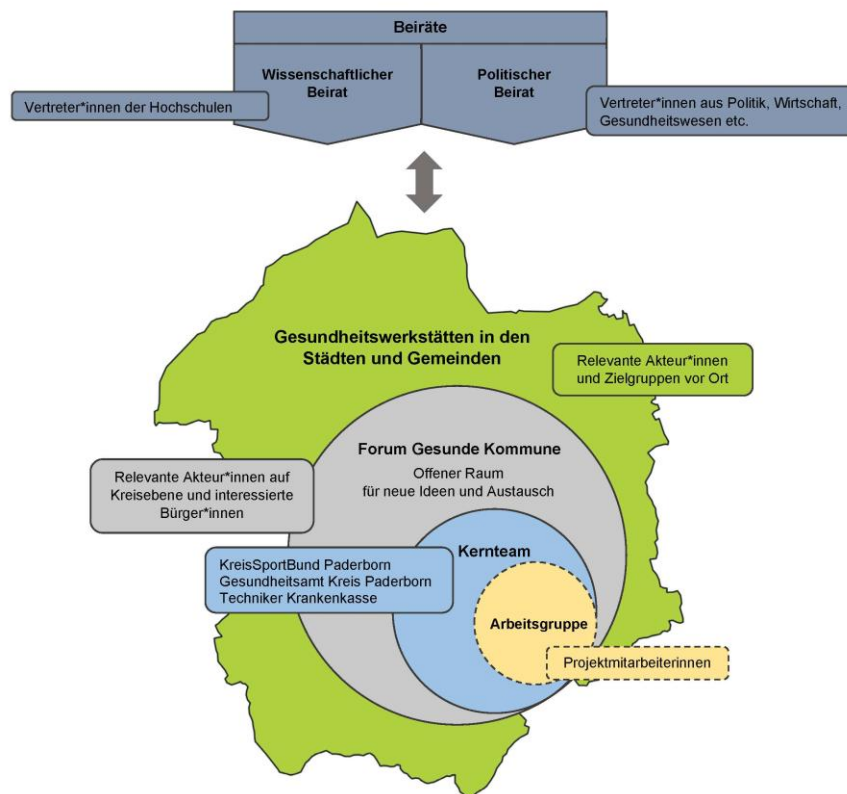 Beiräte
Wissenschaftlicher
Beirat
Politischer
Beirat
Vertreter*innen der Hochschulen
Vertreter*innen aus Politik, Wirtschaft,
Gesundheitswesen etc.
Gesundheitswerkstätten in den
Städten und Gemeinden
Relevante Akteur*innen
und Zielgruppen vor Ort
Forum Gesunde Kommune
Offener Raum
für neue Ideen und Austausch
Relevante Akteur*innen auf
Kreisebene und interessierte
Bürger*innen
Kernteam
KreisSportBund Paderborn
Gesundheitsamt Kreis Paderborn
Techniker Krankenkasse
Arbeitsgruppe
Projektmitarbeiterinnen